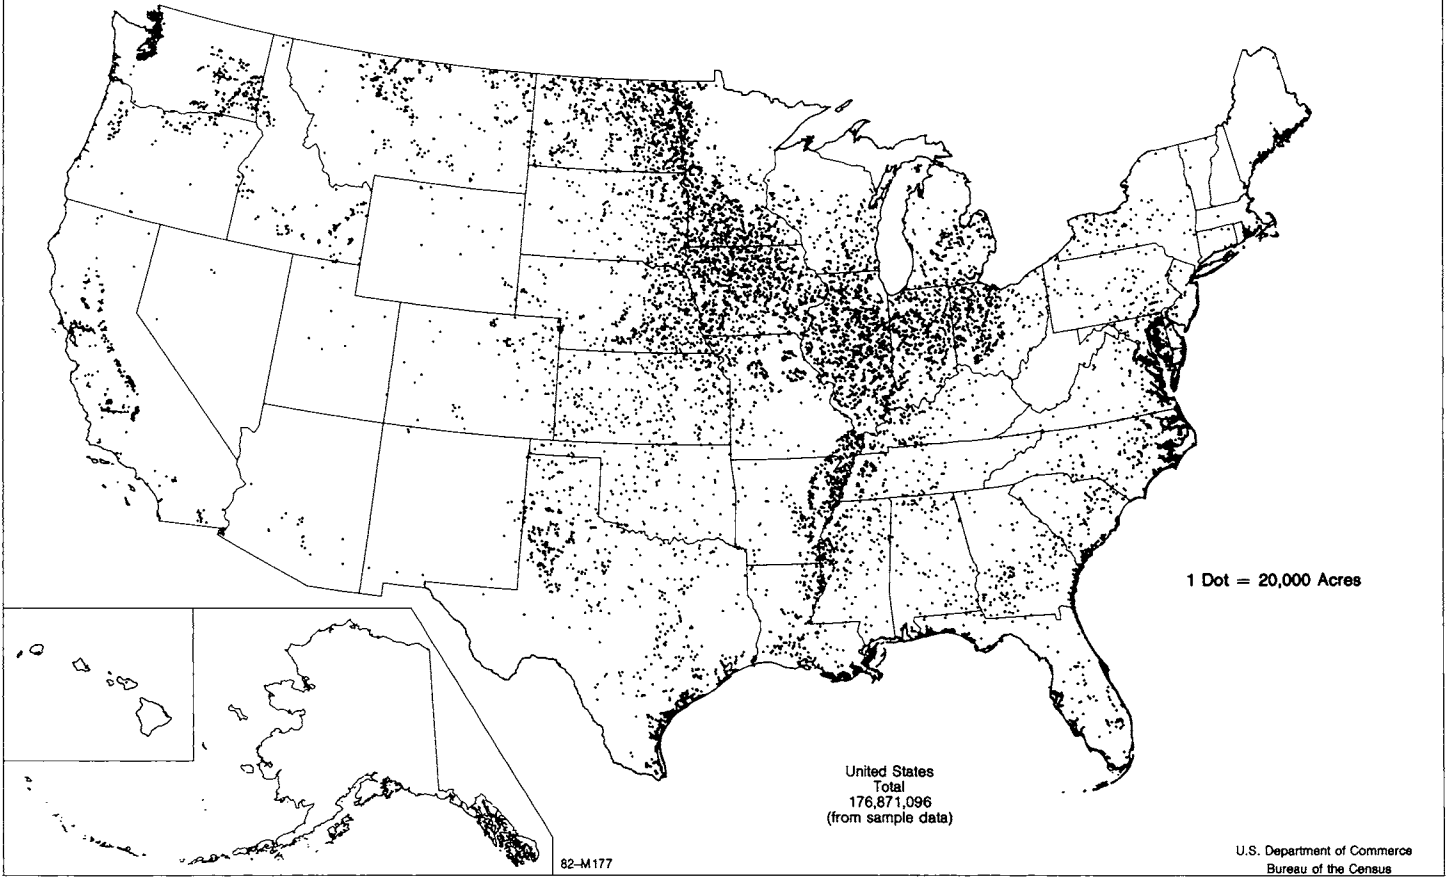 1 Dot = 20,000 Acres
United States
Total
176,871,096
(from sample data)
82-M177
U.S. Department of Commerce
Bureau of the Census